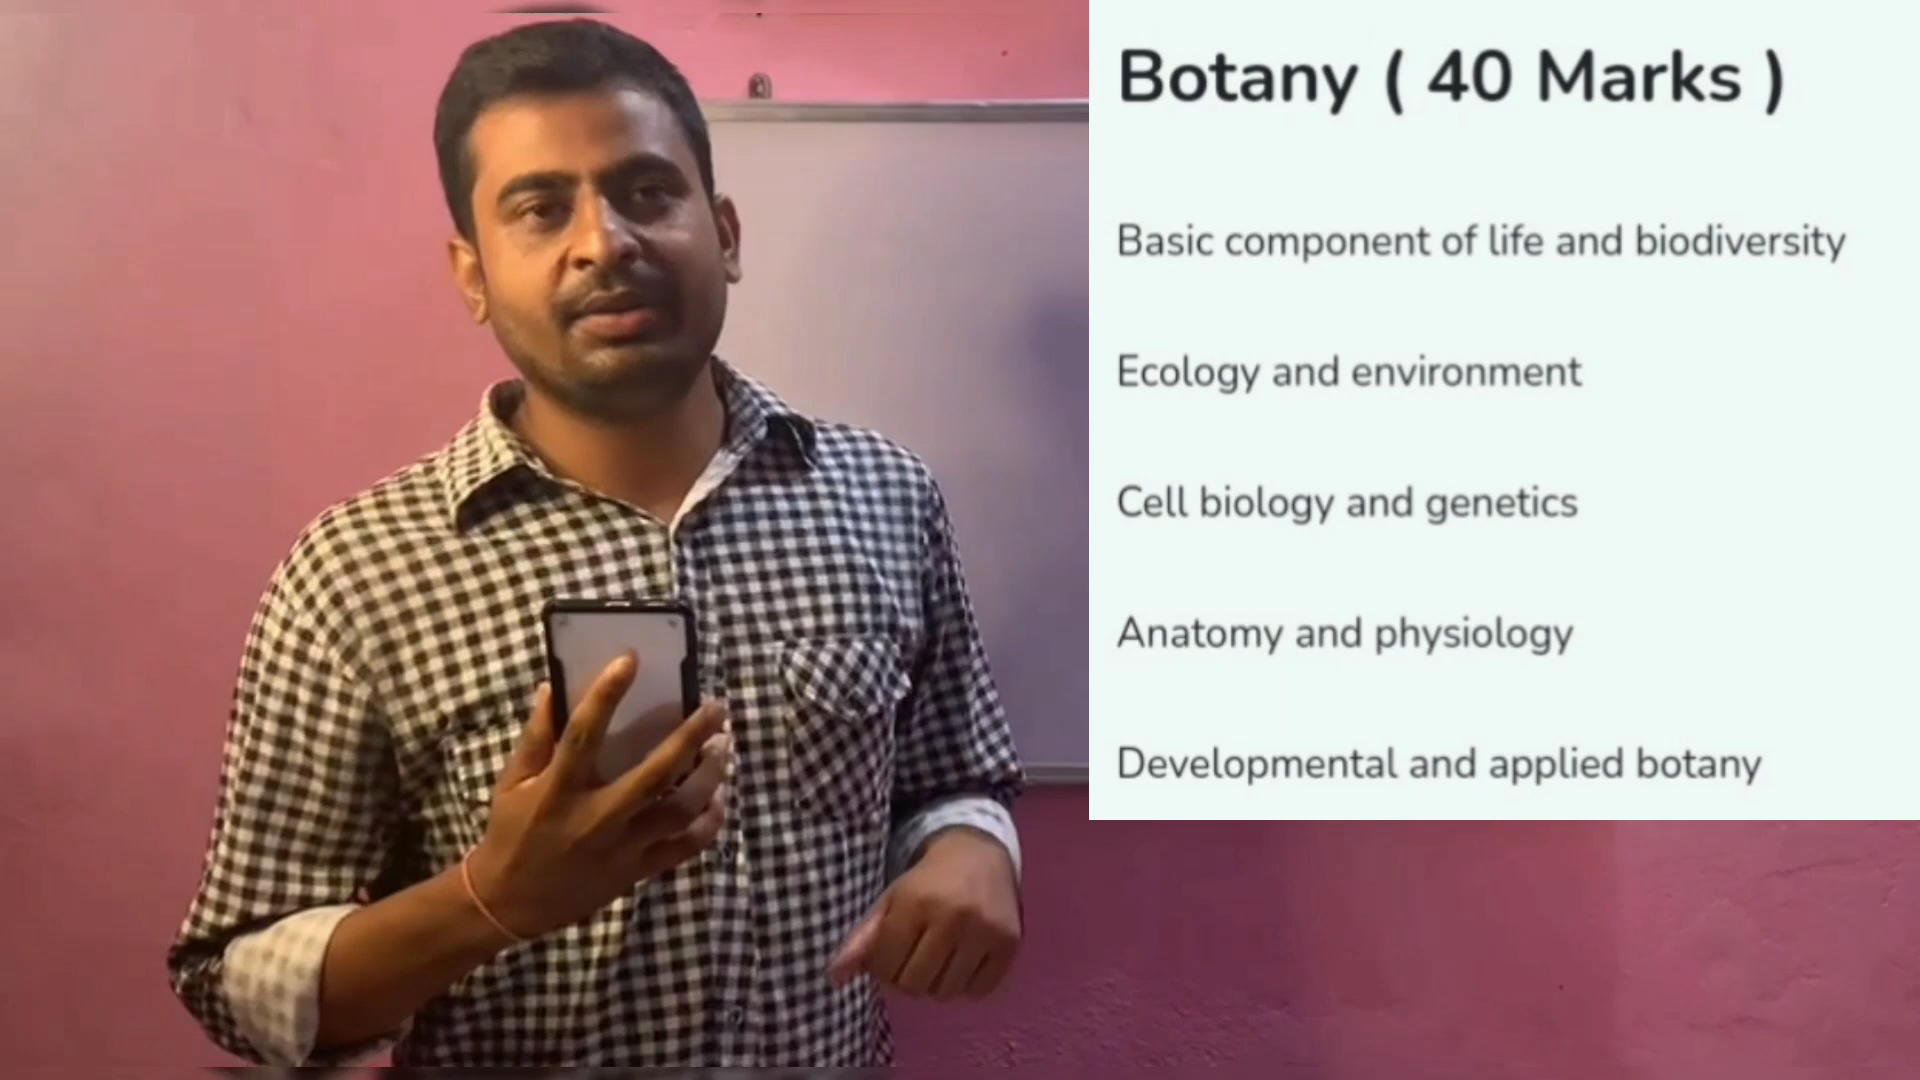 Botany ( 40 Marks )
Basic component of life and biodiversity
Ecology and environment
Cell biology and genetics
Anatomy and physiology
Developmental and applied botany